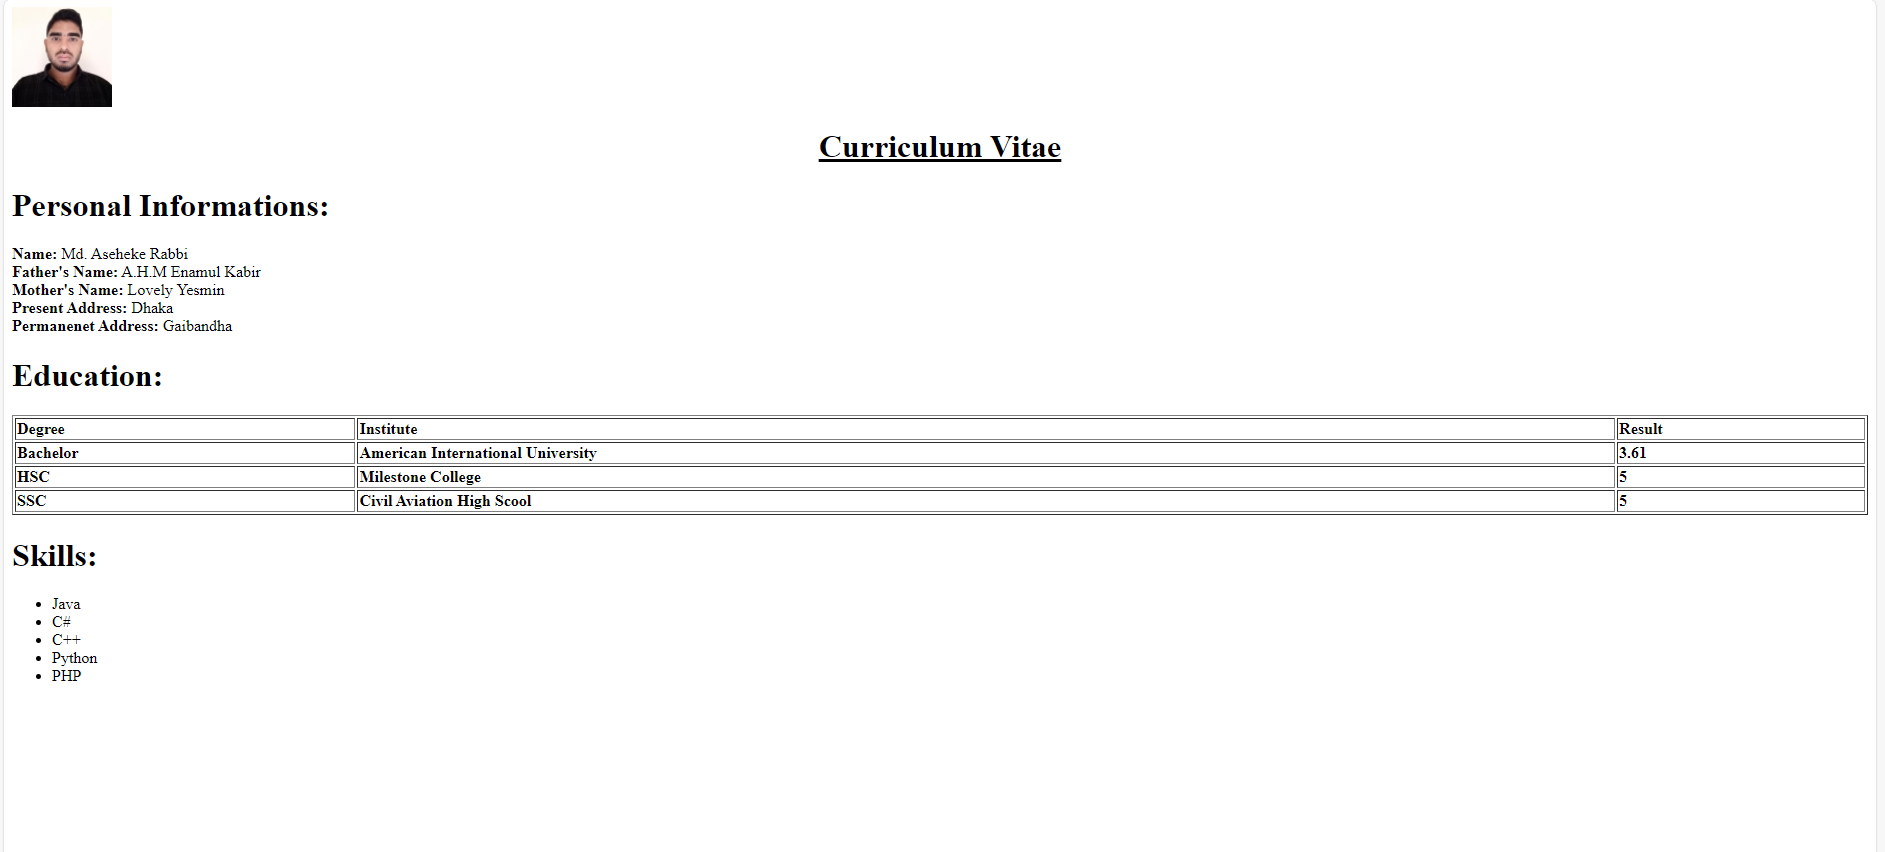 Curriculum Vitae
Personal Informations:
Name: Md. Aseheke Rabbi
Father's Name: A.H.M Enamul Kabir
Mother's Name: Lovely Yesmin
Present Address: Dhaka
Permanenet Address: Gaibandha
Education:
Degree Institute Result
Bachelor American International University 3.61
HSC Milestone College 5
SSC Civil Aviation High Scool 5
Skills:
Java
C#
C++
Python
PHP